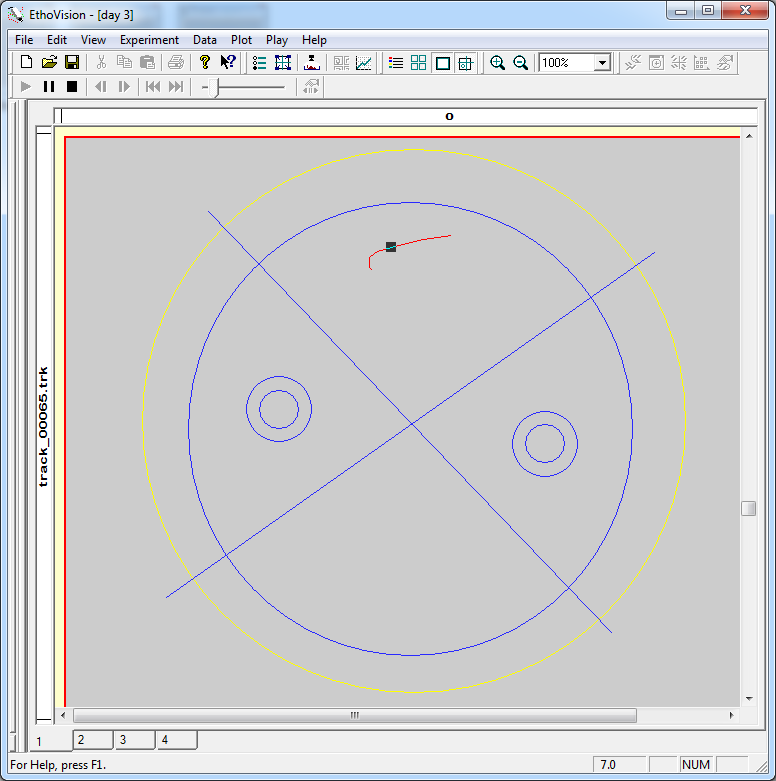 EthoVision - [day 3]
File Edit View Experiment Data Plot Play Help
100%
o
track_00065.trk
1 2 3 4
For Help, press F1. 7.0 NUM